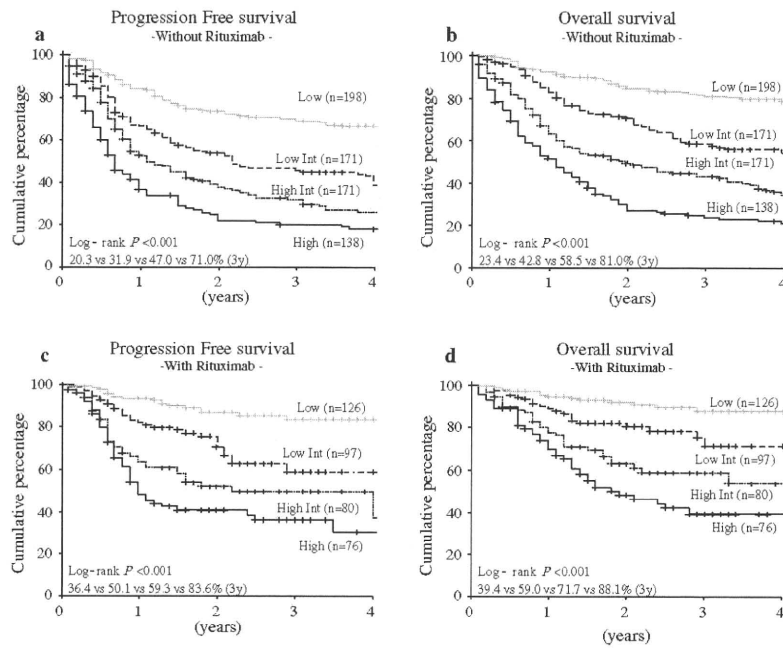 a
Progression Free survival
-Without Rituximab -
Cumulative percentage
100
80
60
40
20
0
Low (n=198)
Low Int (n=171)
High Int (n=171)
High (n=138)
Log- rank P <0.001
20.3 vs 31.9 vs 47.0 vs 71.0% (3y)
0 1 2 3 4
(years)
b
Overall survival
-Without Rituximab -
Cumulative percentage
100
80
60
40
20
0
Low (n=198)
Low Int (n=171)
High Int (n=171)
High (n=138)
Log- rank P <0.001
23.4 vs 42.8 vs 58.5 vs 81.0% (3y)
0 1 2 3 4
(years)
c
Progression Free survival
-With Rituximab -
Cumulative percentage
100
80
60
40
20
Low (n=126)
Low Int (n=97)
High Int (n=80)
High (n=76)
Log- rank P <0.001
36.4 vs 50.1 vs 59.3 vs 83.6% (3y)
0 1 2 3 4
(years)
d
Overall survival
-With Rituximab -
Cumulative percentage
100
80
60
40
20
0
Low (n=126)
Low Int (n=97)
High Int (n=80)
High (n=76)
Log- rank P <0.001
39.4 vs 59.0 vs 71.7 vs 88.1% (3y)
0 1 2 3 4
(years)